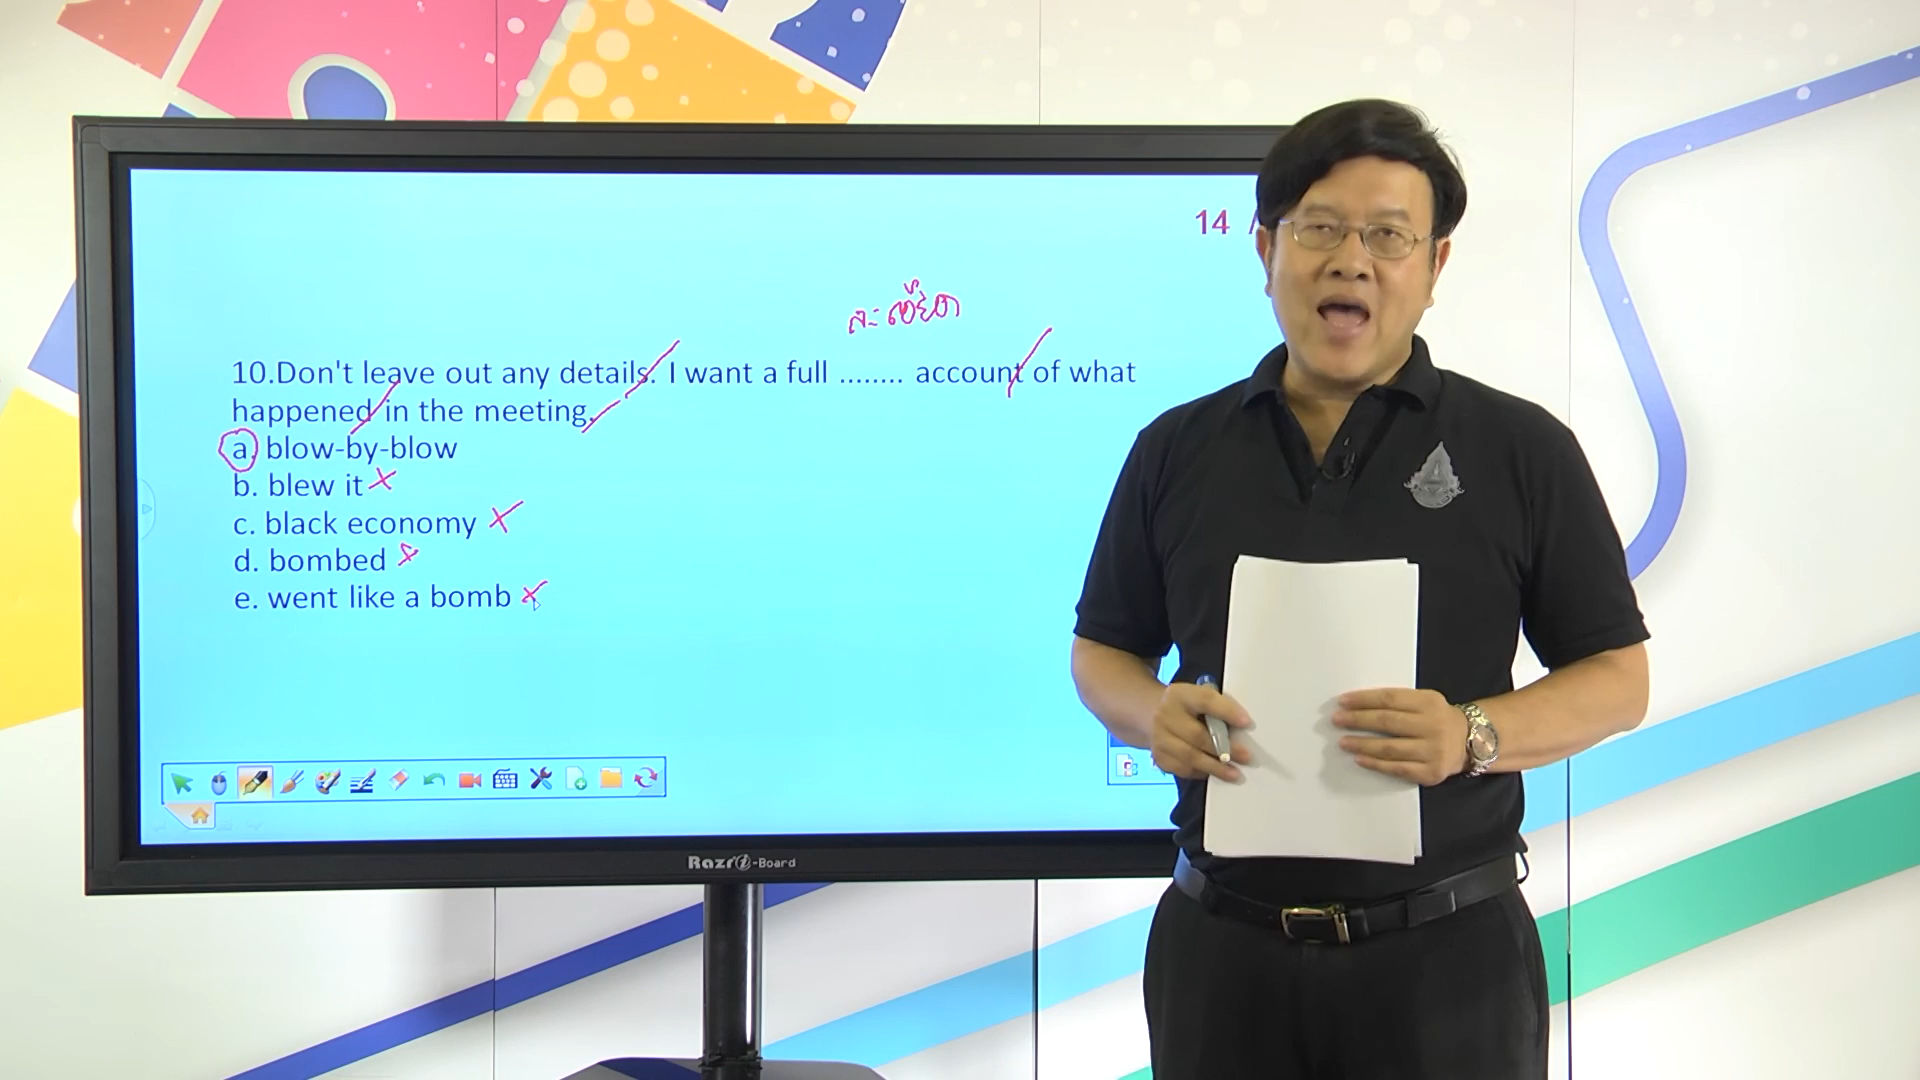 14 /
ละเอียด
10.Don't leave out any details. I want a full ........ account of what
happened in the meeting.
a. blow-by-blow
b. blew it
c. black economy
d. bombed
e. went like a bomb
Razr i-Board